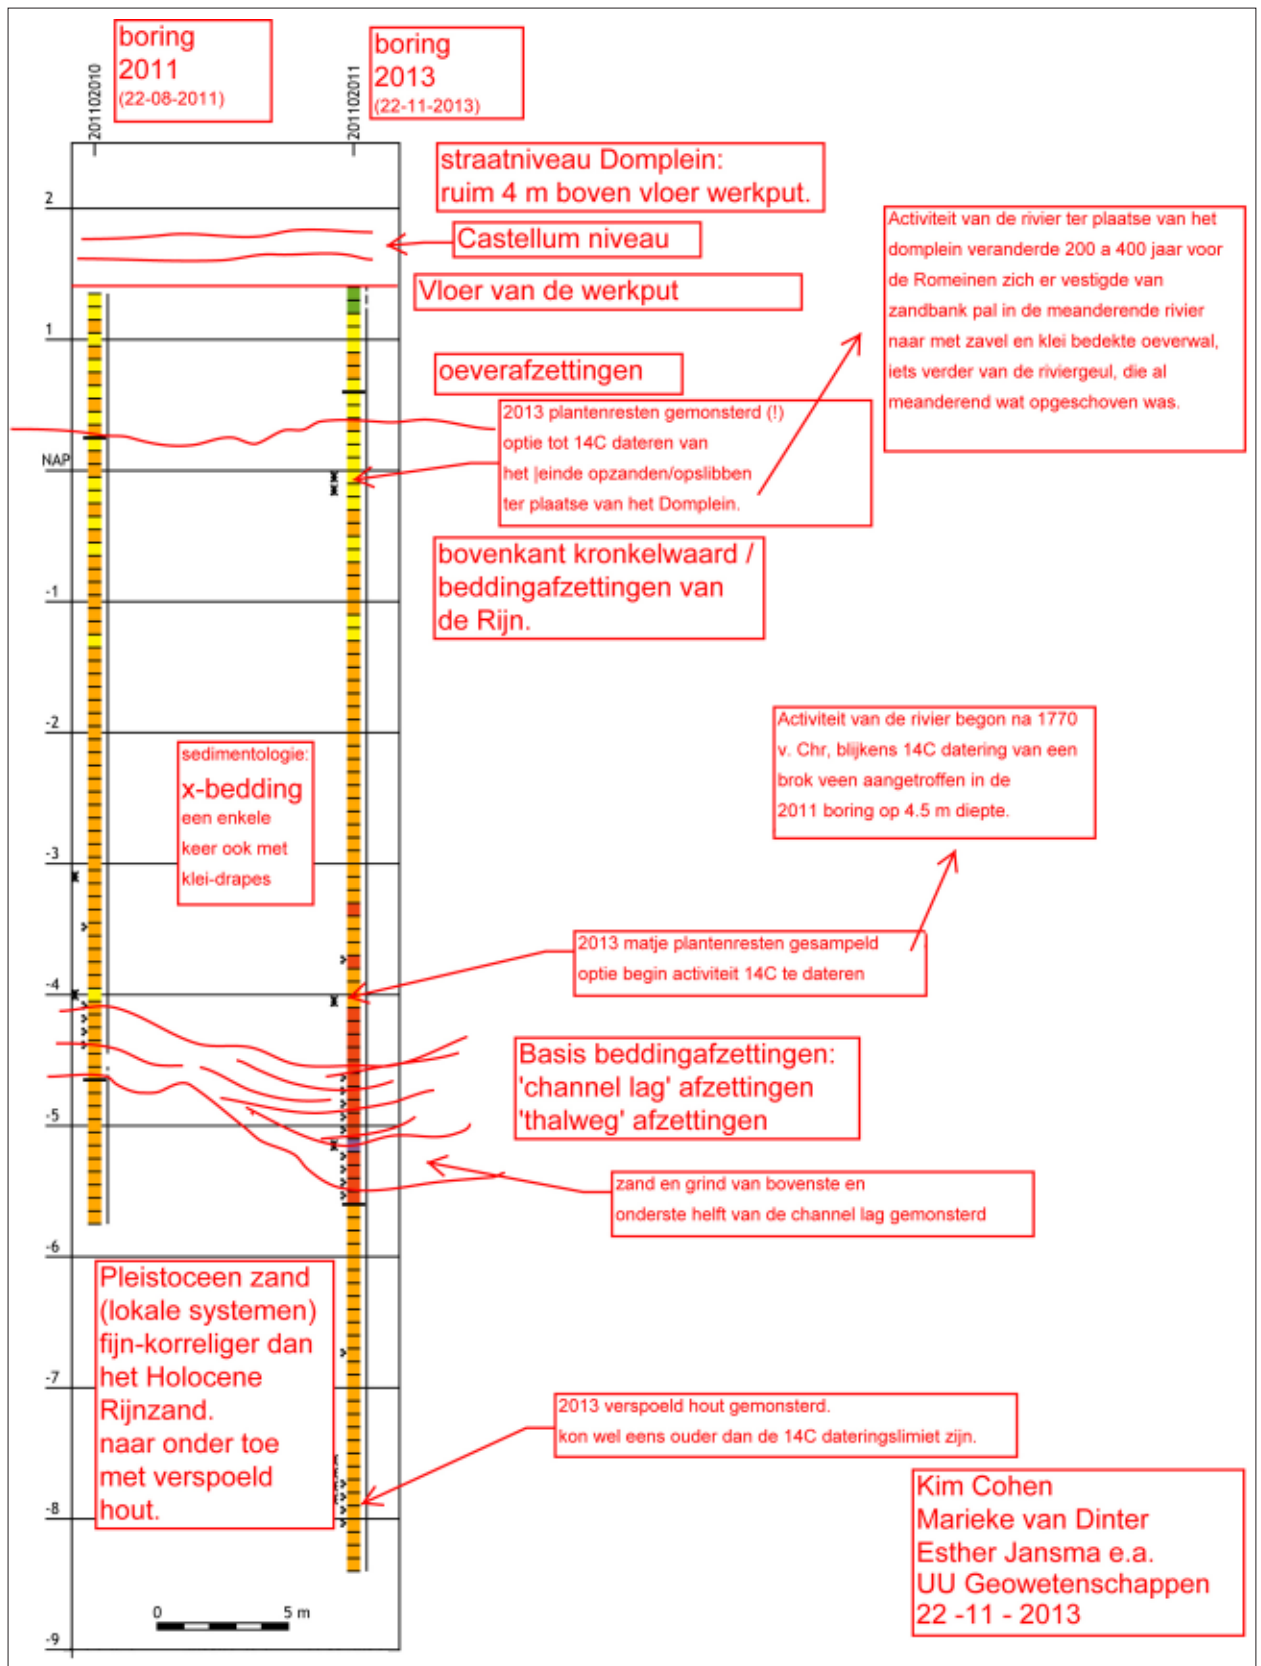 boring
2011
(22-08-2011)
boring
2013
(22-11-2013)
201102010
201102011
straatniveau Domplein:
ruim 4 m boven vloer werkput.
Castellum niveau
Vloer van de werkput
Activiteit van de rivier ter plaatse van het
domplein veranderde 200 a 400 jaar voor
de Romeinen zich er vestigde van
zandbank pal in de meanderende rivier
naar met zavel en klei bedekte oeverwal,
iets verder van de riviergeul, die al
meanderend wat opgeschoven was.
oeverafzettingen
2013 plantenresten gemonsterd (!)
optie tot 14C dateren van
het |einde opzanden/opslibben
ter plaatse van het Domplein.
bovenkant kronkelwaard /
beddingafzettingen van
de Rijn.
Activiteit van de rivier begon na 1770
v. Chr, blijkens 14C datering van een
brok veen aangetroffen in de
2011 boring op 4.5 m diepte.
sedimentologie:
x-bedding
een enkele
keer ook met
klei-drapes
2013 matje plantenresten gesampeld
optie begin activiteit 14C te dateren
Basis beddingafzettingen:
'channel lag' afzettingen
'thalweg' afzettingen
zand en grind van bovenste en
onderste helft van de channel lag gemonsterd
Pleistoceen zand
(lokale systemen)
fijn-korreliger dan
het Holocene
Rijnzand.
naar onder toe
met verspoeld
hout.
2013 verspoeld hout gemonsterd.
kon wel eens ouder dan de 14C dateringslimiet zijn.
Kim Cohen
Marieke van Dinter
Esther Jansma e.a.
UU Geowetenschappen
22 -11 - 2013
2
1
NAP
-1
-2
-3
-4
-5
-6
-7
-8
-9
0 5 m